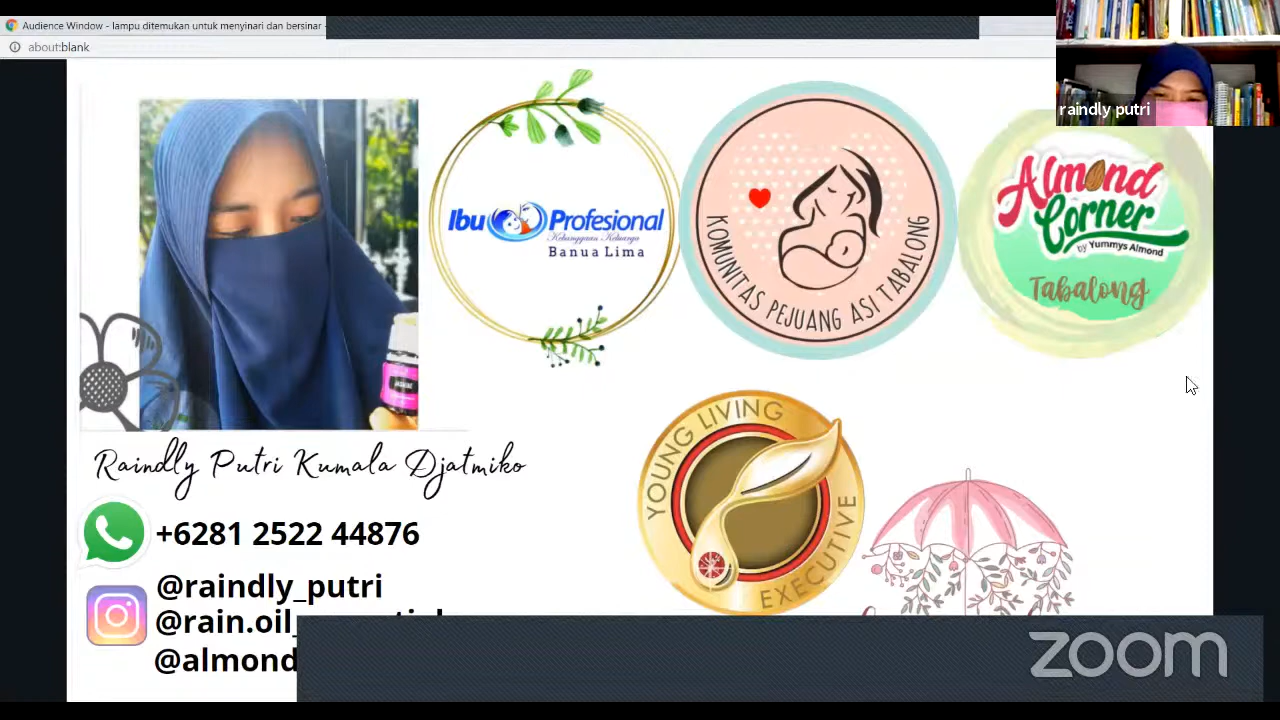 Audience Window - lampu ditemukan untuk menyinari dan bersinar -
about:blank
raindly putri
Ibu Profesional
Kebanggaan Keluarga
Banua Lima
KOMUNITAS PEJUANG ASI TABALONG
Almond
Corner
by Yummys Almond
Tabalong
Raindly Putri Kumala Djatmiko
YOUNG LIVING
EXECUTIVE
+6281 2522 44876
@raindly_putri
@rain.oil_
@almond
zoom